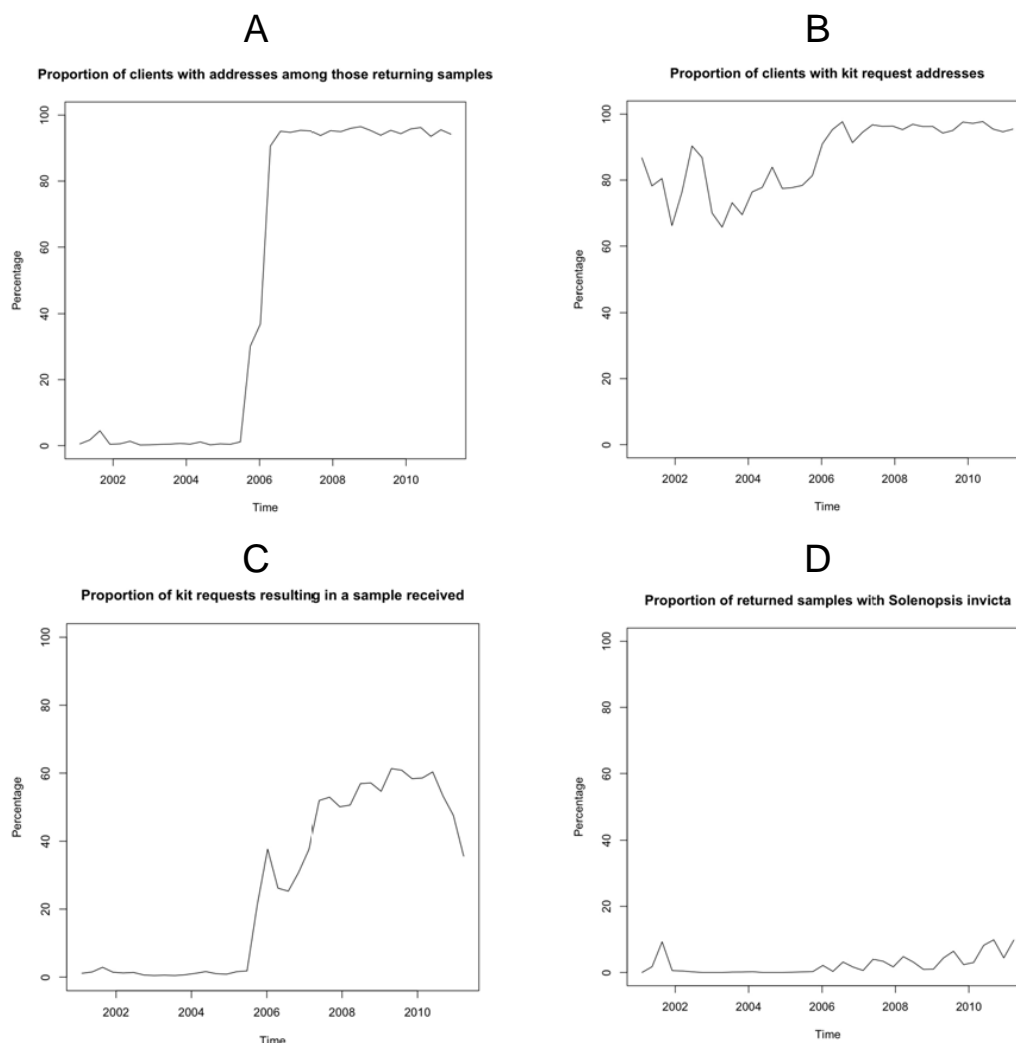 A
Proportion of clients with addresses among those returning samples
Percentage
0 20 40 60 80 100
2002 2004 2006 2008 2010
Time
B
Proportion of clients with kit request addresses
Percentage
0 20 40 60 80 100
2002 2004 2006 2008 2010
Time
C
Proportion of kit requests resulting in a sample received
Percentage
0 20 40 60 80 100
2002 2004 2006 2008 2010
Time
D
Proportion of returned samples with Solenopsis invicta
Percentage
0 20 40 60 80 100
2002 2004 2006 2008 2010
Time